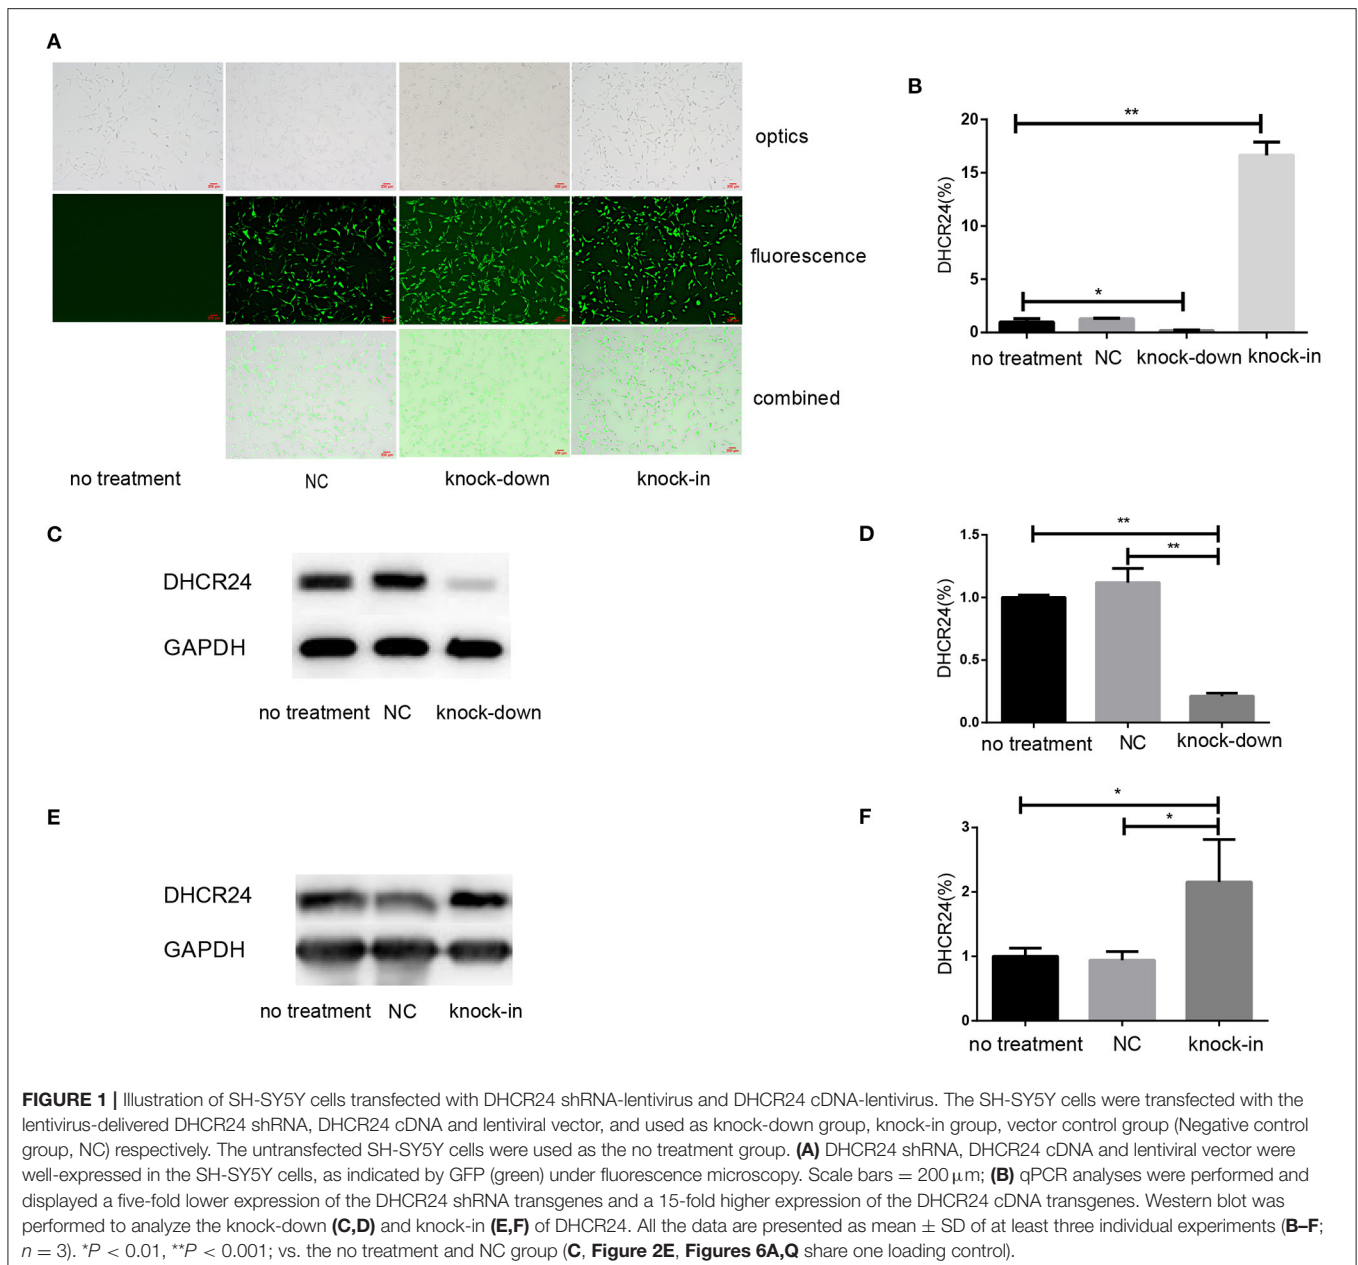 A
optics
fluorescence
combined
no treatment NC knock-down knock-in
B
DHCR24(%)
20
15
10
5
0
**
*
no treatment NC knock-down knock-in
C
DHCR24
GAPDH
no treatment NC knock-down
D
DHCR24(%)
1.5
1.0
0.5
0.0
**
**
no treatment NC knock-down
E
DHCR24
GAPDH
no treatment NC knock-in
F
DHCR24(%)
3
2
1
0
*
*
no treatment NC knock-in
FIGURE 1 | Illustration of SH-SY5Y cells transfected with DHCR24 shRNA-lentivirus and DHCR24 cDNA-lentivirus. The SH-SY5Y cells were transfected with the
lentivirus-delivered DHCR24 shRNA, DHCR24 cDNA and lentiviral vector, and used as knock-down group, knock-in group, vector control group (Negative control
group, NC) respectively. The untransfected SH-SY5Y cells were used as the no treatment group. (A) DHCR24 shRNA, DHCR24 cDNA and lentiviral vector were
well-expressed in the SH-SY5Y cells, as indicated by GFP (green) under fluorescence microscopy. Scale bars = 200 μm; (B) qPCR analyses were performed and
displayed a five-fold lower expression of the DHCR24 shRNA transgenes and a 15-fold higher expression of the DHCR24 cDNA transgenes. Western blot was
performed to analyze the knock-down (C,D) and knock-in (E,F) of DHCR24. All the data are presented as mean ± SD of at least three individual experiments (B–F;
n = 3). *P < 0.01, **P < 0.001; vs. the no treatment and NC group (C, Figure 2E, Figures 6A,Q share one loading control).